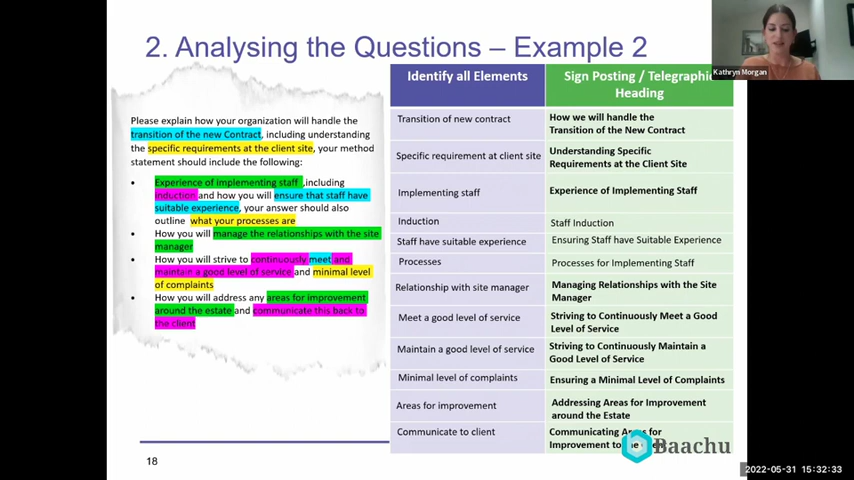 2. Analysing the Questions – Example 2
Kathryn Morgan
Please explain how your organization will handle the
transition of the new Contract, including understanding
the specific requirements at the client site, your method
statement should include the following:
• Experience of implementing staff ,including
induction and how you will ensure that staff have
suitable experience, your answer should also
outline what your processes are
• How you will manage the relationships with the site
manager
• How you will strive to continuously meet and
maintain a good level of service and minimal level
of complaints
• How you will address any areas for improvement
around the estate and communicate this back to
the client
Identify all Elements
Sign Posting / Telegraphic
Heading
Transition of new contract
How we will handle the
Transition of the New Contract
Specific requirement at client site
Understanding Specific
Requirements at the Client Site
Implementing staff
Experience of Implementing Staff
Induction
Staff Induction
Staff have suitable experience
Ensuring Staff have Suitable Experience
Processes
Processes for Implementing Staff
Relationship with site manager
Managing Relationships with the Site
Manager
Meet a good level of service
Striving to Continuously Meet a Good
Level of Service
Maintain a good level of service
Striving to Continuously Maintain a
Good Level of Service
Minimal level of complaints
Ensuring a Minimal Level of Complaints
Areas for improvement
Addressing Areas for Improvement
around the Estate
Communicate to client
Communicating Areas for
Improvement to the
Baachu
18
2022-05-31 15:32:33